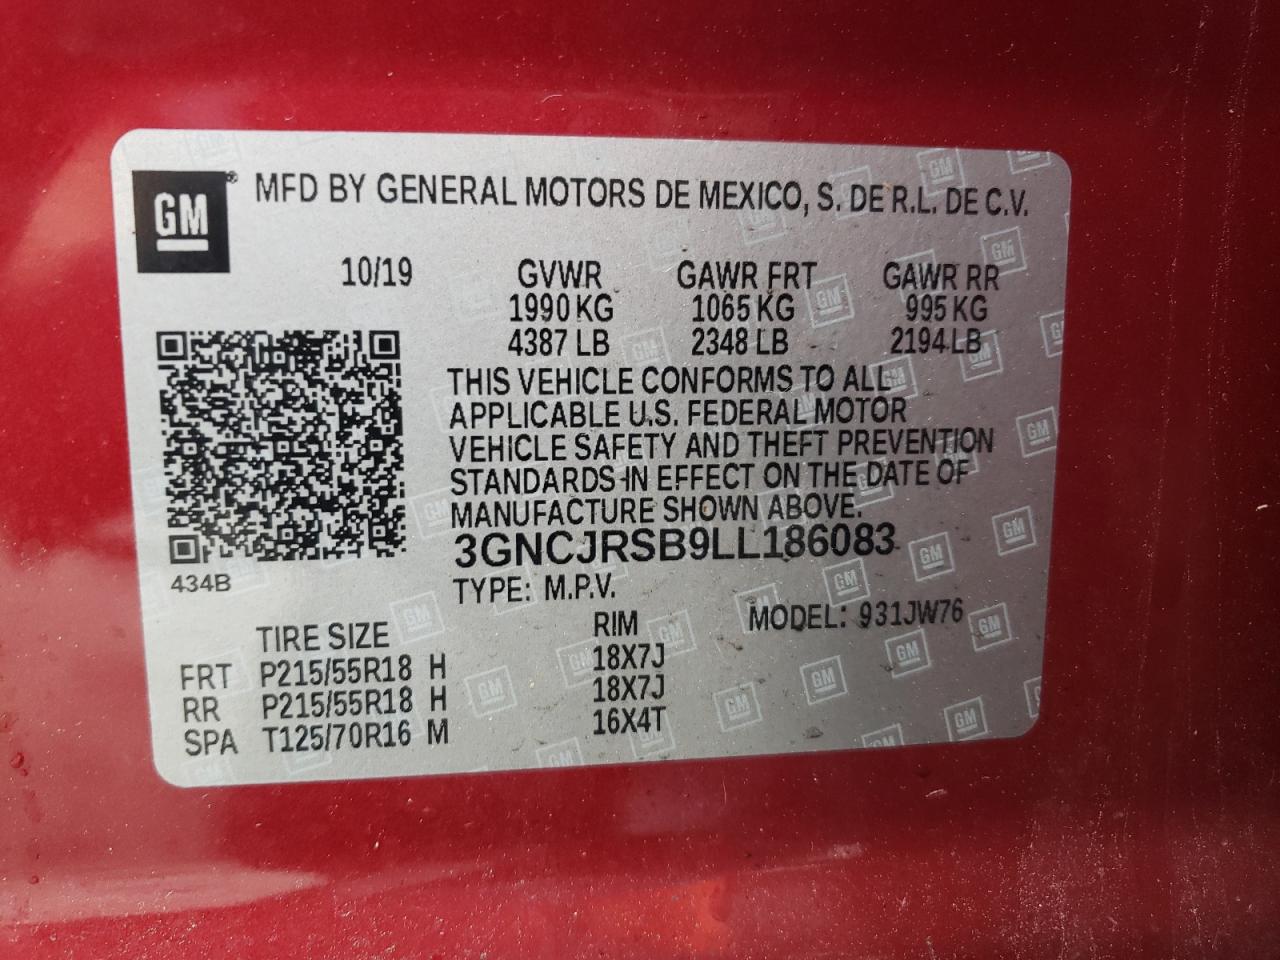 GM ® MFD BY GENERAL MOTORS DE MEXICO, S. DE R.L. DE C.V.
10/19 GVWR GAWR FRT GAWR RR
1990 KG 1065 KG 995 KG
4387 LB 2348 LB 2194 LB
THIS VEHICLE CONFORMS TO ALL
APPLICABLE U.S. FEDERAL MOTOR
VEHICLE SAFETY AND THEFT PREVENTION
STANDARDS IN EFFECT ON THE DATE OF
MANUFACTURE SHOWN ABOVE.
3GNCJRSB9LL186083
434B
TYPE: M.P.V.
MODEL: 931JW76
TIRE SIZE RIM
FRT P215/55R18 H 18X7J
RR P215/55R18 H 18X7J
SPA T125/70R16 M 16X4T